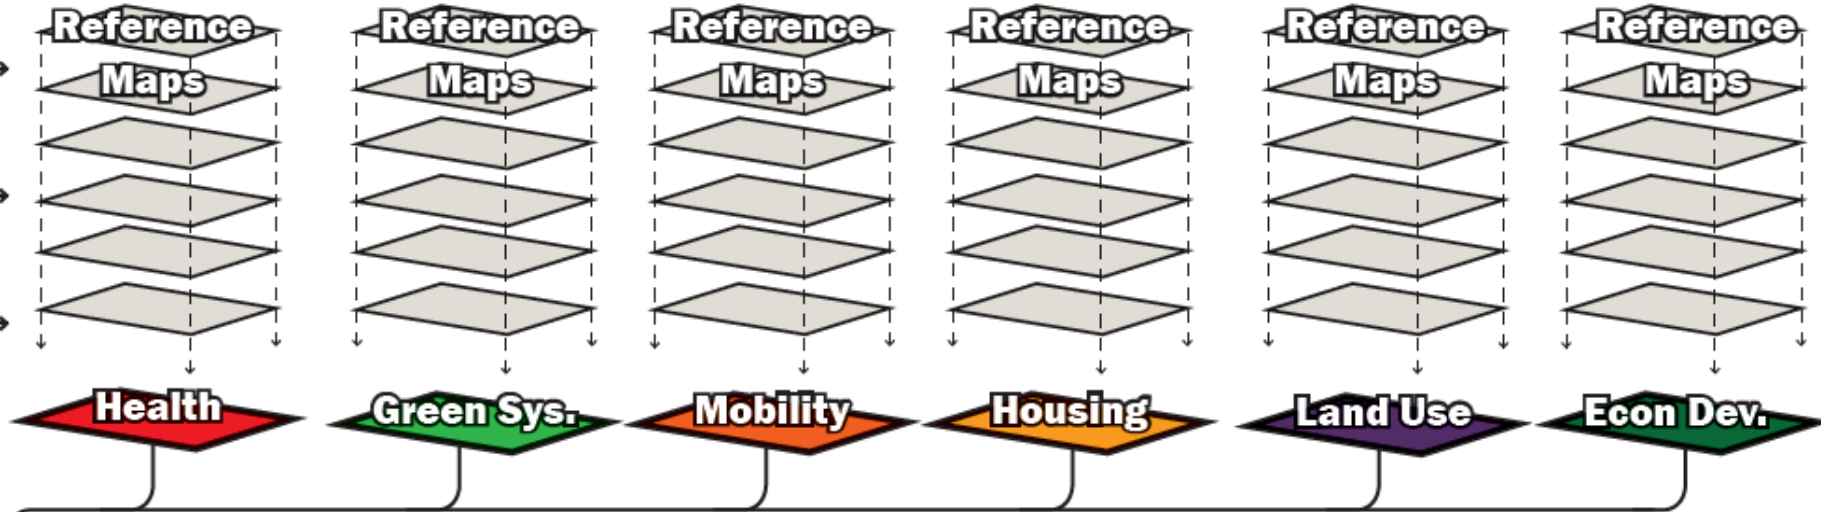 Reference Reference Reference Reference Reference Reference
Maps Maps Maps Maps Maps Maps
Health Green Sys. Mobility Housing Land Use Econ Dev.